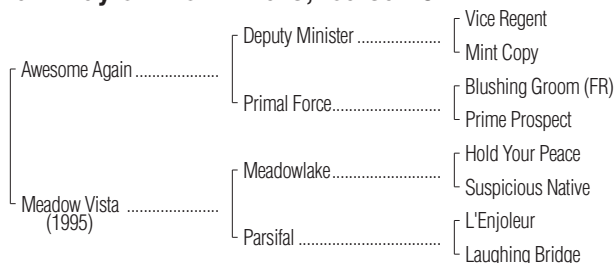 Vice Regent
Deputy Minister ..........................
Mint Copy
Awesome Again ....................
Blushing Groom (FR)
Primal Force..........................
Prime Prospect
Hold Your Peace
Meadowlake..........................
Suspicious Native
Meadow Vista ......................
(1995)
L'Enjoleur
Parsifal ..................................
Laughing Bridge